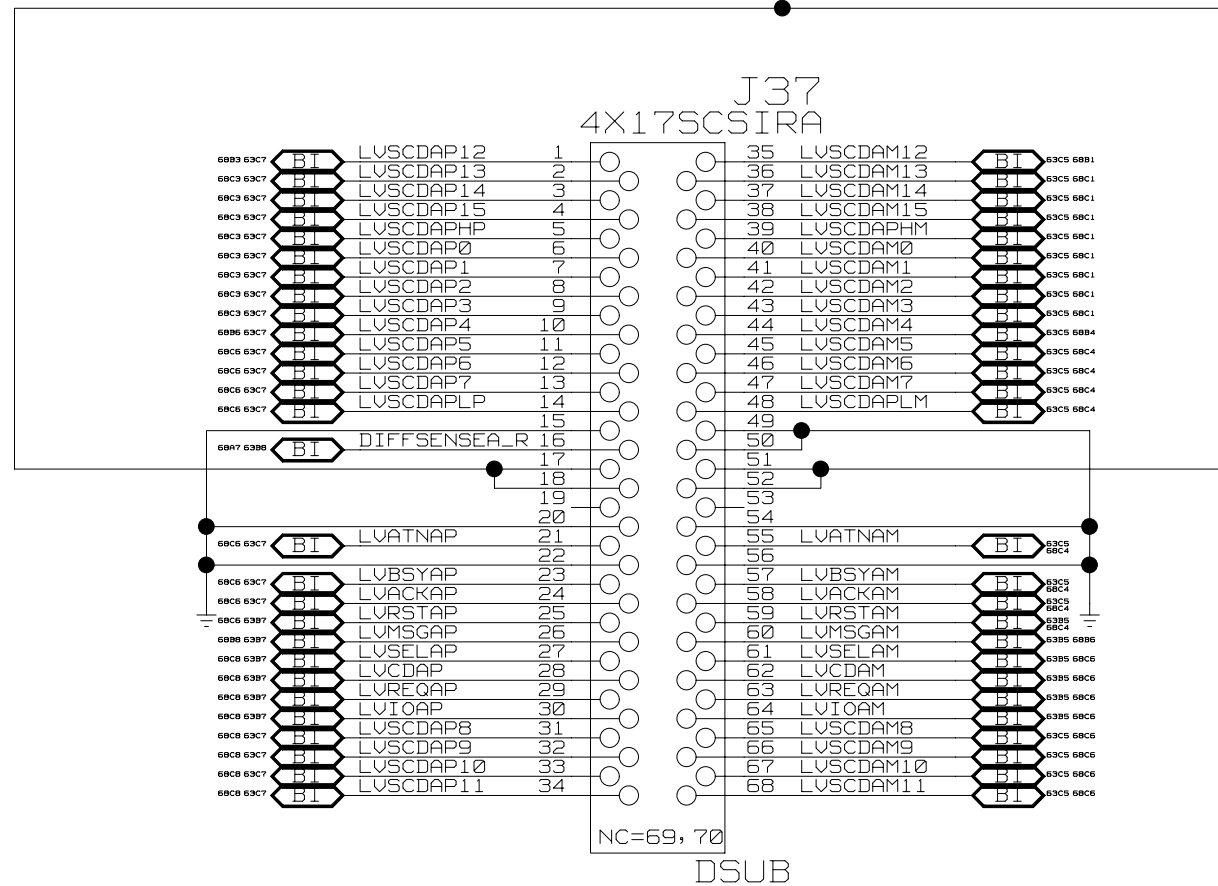 J37
4X17SCSIRA
68B3 63C7 BI LVSCDAP12 1 35 LVSCDAM12 BI 63C5 68B1
68C3 63C7 BI LVSCDAP13 2 36 LVSCDAM13 BI 63C5 68C1
68C3 63C7 BI LVSCDAP14 3 37 LVSCDAM14 BI 63C5 68C1
68C3 63C7 BI LVSCDAP15 4 38 LVSCDAM15 BI 63C5 68C1
68C3 63C7 BI LVSCDAPHP 5 39 LVSCDAPHM BI 63C5 68C1
68C3 63C7 BI LVSCDAP0 6 40 LVSCDAM0 BI 63C5 68C1
68C3 63C7 BI LVSCDAP1 7 41 LVSCDAM1 BI 63C5 68C1
68C3 63C7 BI LVSCDAP2 8 42 LVSCDAM2 BI 63C5 68C1
68C3 63C7 BI LVSCDAP3 9 43 LVSCDAM3 BI 63C5 68C1
68B6 63C7 BI LVSCDAP4 10 44 LVSCDAM4 BI 63C5 68B4
68C6 63C7 BI LVSCDAP5 11 45 LVSCDAM5 BI 63C5 68C4
68C6 63C7 BI LVSCDAP6 12 46 LVSCDAM6 BI 63C5 68C4
68C6 63C7 BI LVSCDAP7 13 47 LVSCDAM7 BI 63C5 68C4
68C6 63C7 BI LVSCDAPLP 14 48 LVSCDAPLM BI 63C5 68C4
15 49
68A7 63B8 BI DIFFSENSEA_R 16 50
17 51
18 52
19 53
20 54
68C6 63C7 BI LVATNAP 21 55 LVATNAM BI 63C5 68C4
22 56
68C6 63C7 BI LVBSYAP 23 57 LVBSYAM BI 63C5 68C4
68C6 63C7 BI LVACKAP 24 58 LVACKAM BI 63C5 68C4
68C6 63B7 BI LVRSTAP 25 59 LVRSTAM BI 63B5 68C4
68B8 63B7 BI LVMSGAP 26 60 LVMSGAM BI 63B5 68B6
68C8 63B7 BI LVSELAP 27 61 LVSELAM BI 63B5 68C6
68C8 63B7 BI LVCDAP 28 62 LVCDAM BI 63B5 68C6
68C8 63B7 BI LVREQAP 29 63 LVREQAM BI 63B5 68C6
68C8 63B7 BI LVIOAP 30 64 LVIOAM BI 63B5 68C6
68C8 63C7 BI LVSCDAP8 31 65 LVSCDAM8 BI 63C5 68C6
68C8 63C7 BI LVSCDAP9 32 66 LVSCDAM9 BI 63C5 68C6
68C8 63C7 BI LVSCDAP10 33 67 LVSCDAM10 BI 63C5 68C6
68C8 63C7 BI LVSCDAP11 34 68 LVSCDAM11 BI 63C5 68C6
NC=69,70
DSUB